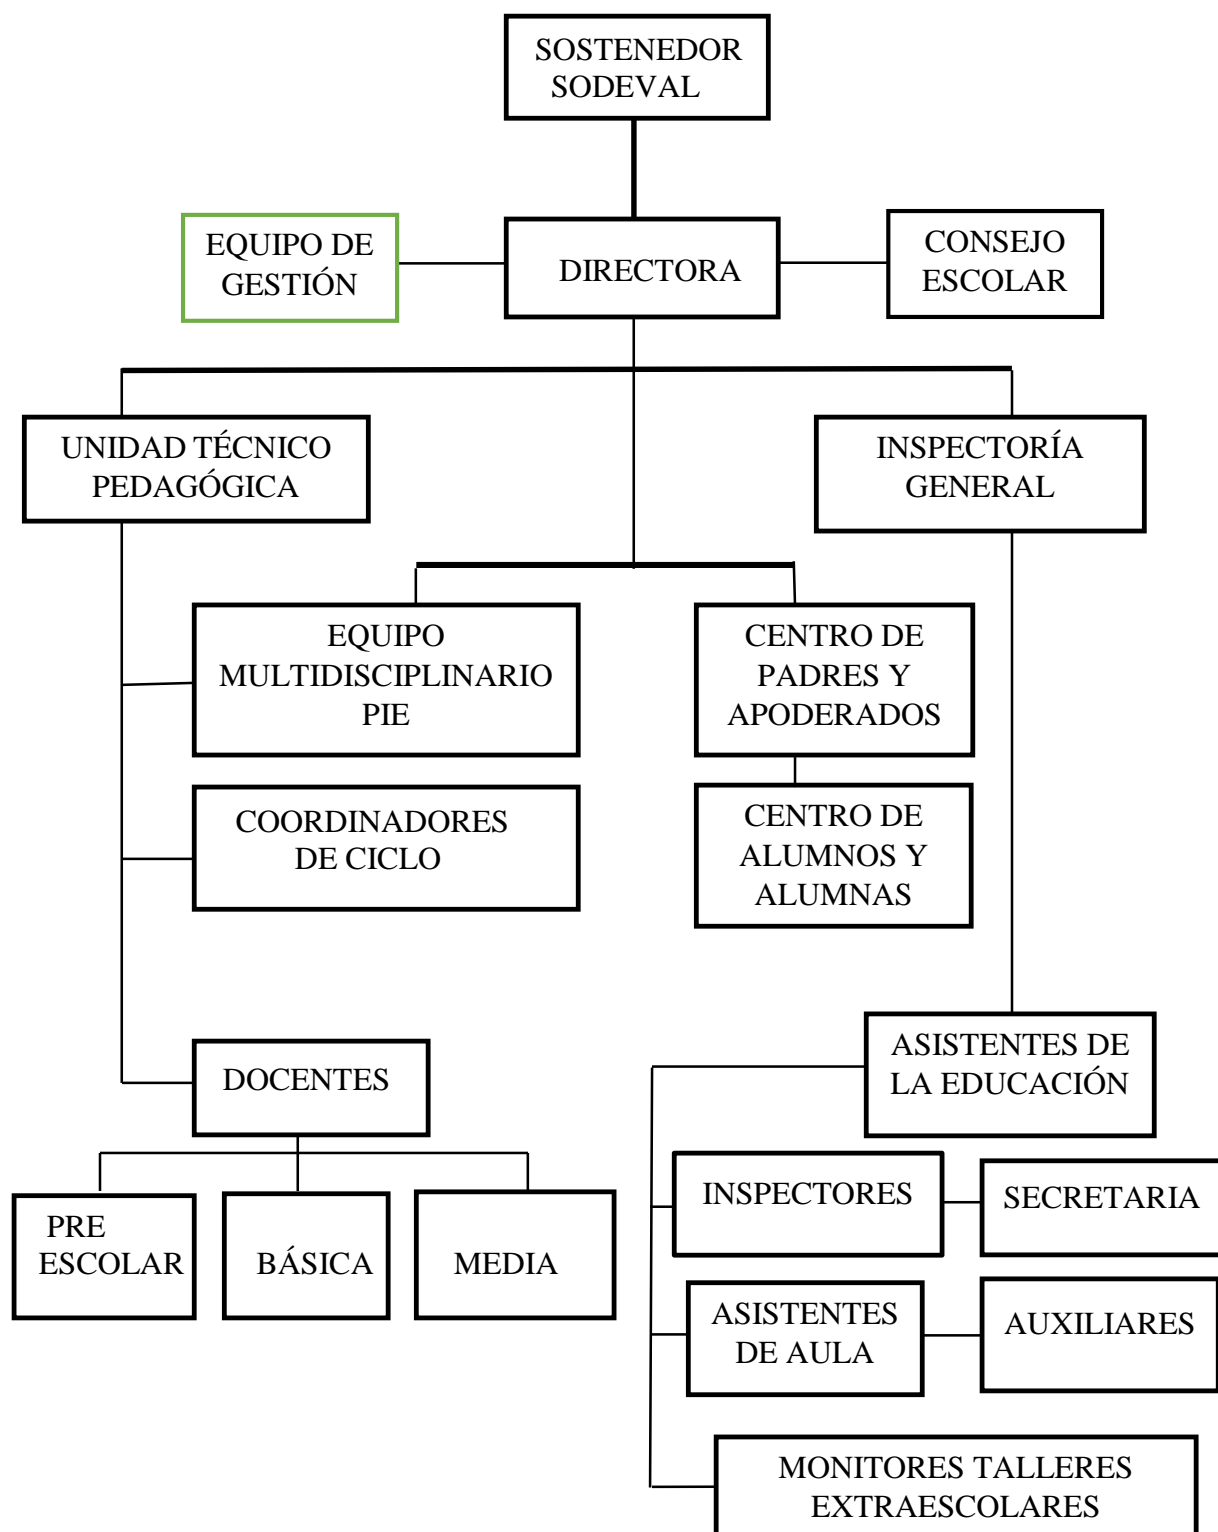 SOSTENEDOR
SODEVAL
EQUIPO DE
GESTIÓN
DIRECTORA
CONSEJO
ESCOLAR
UNIDAD TÉCNICO
PEDAGÓGICA
INSPECTORÍA
GENERAL
EQUIPO
MULTIDISCIPLINARIO
PIE
CENTRO DE
PADRES Y
APODERADOS
COORDINADORES
DE CICLO
CENTRO DE
ALUMNOS Y
ALUMNAS
DOCENTES
ASISTENTES DE
LA EDUCACIÓN
PRE
ESCOLAR
BÁSICA
MEDIA
INSPECTORES
SECRETARIA
ASISTENTES
DE AULA
AUXILIARES
MONITORES TALLERES
EXTRAESCOLARES